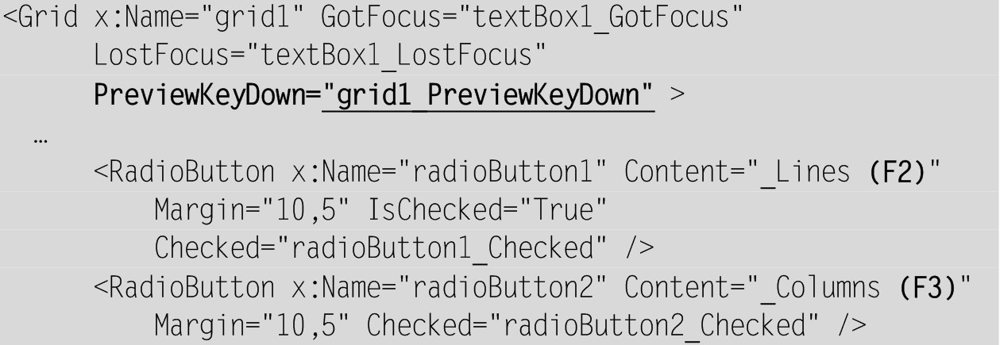 <Grid x:Name="grid1" GotFocus="textBox1_GotFocus"
LostFocus="textBox1_LostFocus"
PreviewKeyDown="grid1_PreviewKeyDown" >
…
<RadioButton x:Name="radioButton1" Content="_Lines (F2)"
Margin="10,5" IsChecked="True"
Checked="radioButton1_Checked" />
<RadioButton x:Name="radioButton2" Content="_Columns (F3)"
Margin="10,5" Checked="radioButton2_Checked" />